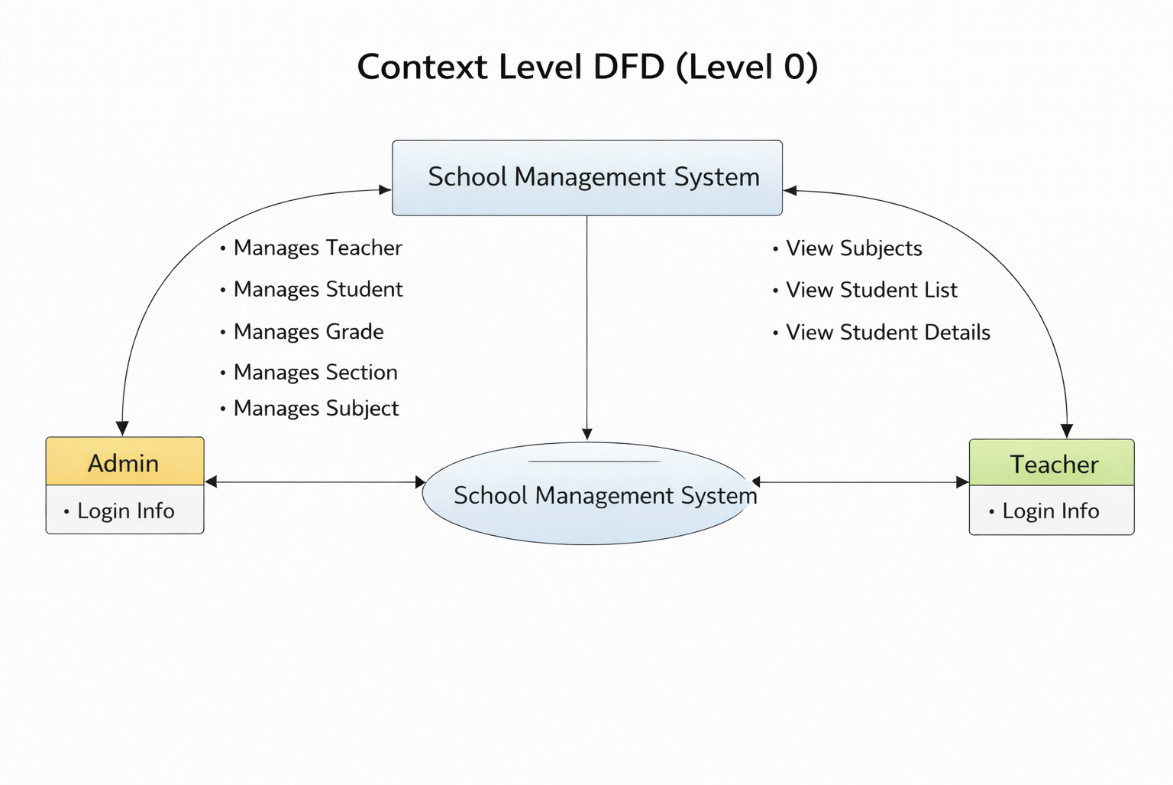 Context Level DFD (Level 0)
School Management System
• Manages Teacher
• Manages Student
• Manages Grade
• Manages Section
• Manages Subject
• View Subjects
• View Student List
• View Student Details
Admin
• Login Info
School Management System
Teacher
• Login Info